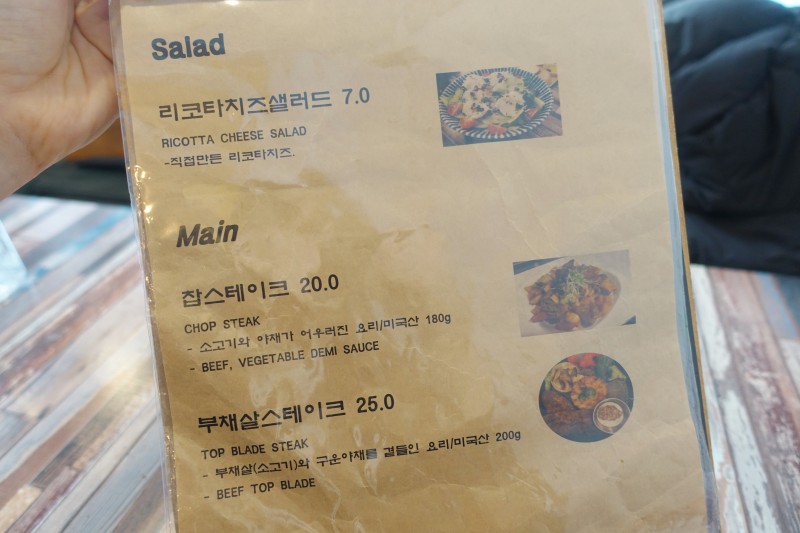 Salad
리코타치즈샐러드 7.0
RICOTTA CHEESE SALAD
-직접만든 리코타치즈.
Main
찹스테이크 20.0
CHOP STEAK
- 소고기와 야채가 어우러진 요리/미국산 180g
- BEEF, VEGETABLE DEMI SAUCE
부채살스테이크 25.0
TOP BLADE STEAK
- 부채살(소고기)와 구운야채를 곁들인 요리/미국산 200g
- BEEF TOP BLADE